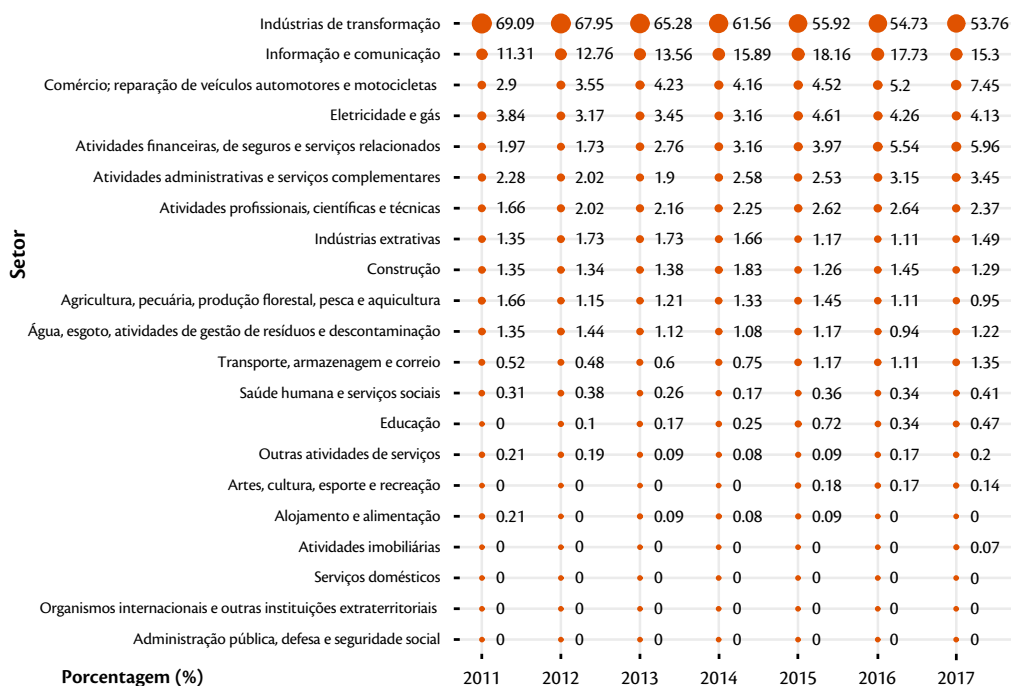 Indústrias de transformação 69.09 67.95 65.28 61.56 55.92 54.73 53.76
Informação e comunicação 11.31 12.76 13.56 15.89 18.16 17.73 15.3
Comércio; reparação de veículos automotores e motocicletas 2.9 3.55 4.23 4.16 4.52 5.2 7.45
Eletricidade e gás 3.84 3.17 3.45 3.16 4.61 4.26 4.13
Atividades financeiras, de seguros e serviços relacionados 1.97 1.73 2.76 3.16 3.97 5.54 5.96
Atividades administrativas e serviços complementares 2.28 2.02 1.9 2.58 2.53 3.15 3.45
Atividades profissionais, científicas e técnicas 1.66 2.02 2.16 2.25 2.62 2.64 2.37
Indústrias extrativas 1.35 1.73 1.73 1.66 1.17 1.11 1.49
Setor
Construção 1.35 1.34 1.38 1.83 1.26 1.45 1.29
Agricultura, pecuária, produção florestal, pesca e aquicultura 1.66 1.15 1.21 1.33 1.45 1.11 0.95
Água, esgoto, atividades de gestão de resíduos e descontaminação 1.35 1.44 1.12 1.08 1.17 0.94 1.22
Transporte, armazenagem e correio 0.52 0.48 0.6 0.75 1.17 1.11 1.35
Saúde humana e serviços sociais 0.31 0.38 0.26 0.17 0.36 0.34 0.41
Educação 0 0.1 0.17 0.25 0.72 0.34 0.47
Outras atividades de serviços 0.21 0.19 0.09 0.08 0.09 0.17 0.2
Artes, cultura, esporte e recreação 0 0 0 0 0.18 0.17 0.14
Alojamento e alimentação 0.21 0 0.09 0.08 0.09 0 0
Atividades imobiliárias 0 0 0 0 0 0 0.07
Serviços domésticos 0 0 0 0 0 0 0
Organismos internacionais e outras instituições extraterritoriais 0 0 0 0 0 0 0
Administração pública, defesa e seguridade social 0 0 0 0 0 0 0
Porcentagem (%) 2011 2012 2013 2014 2015 2016 2017